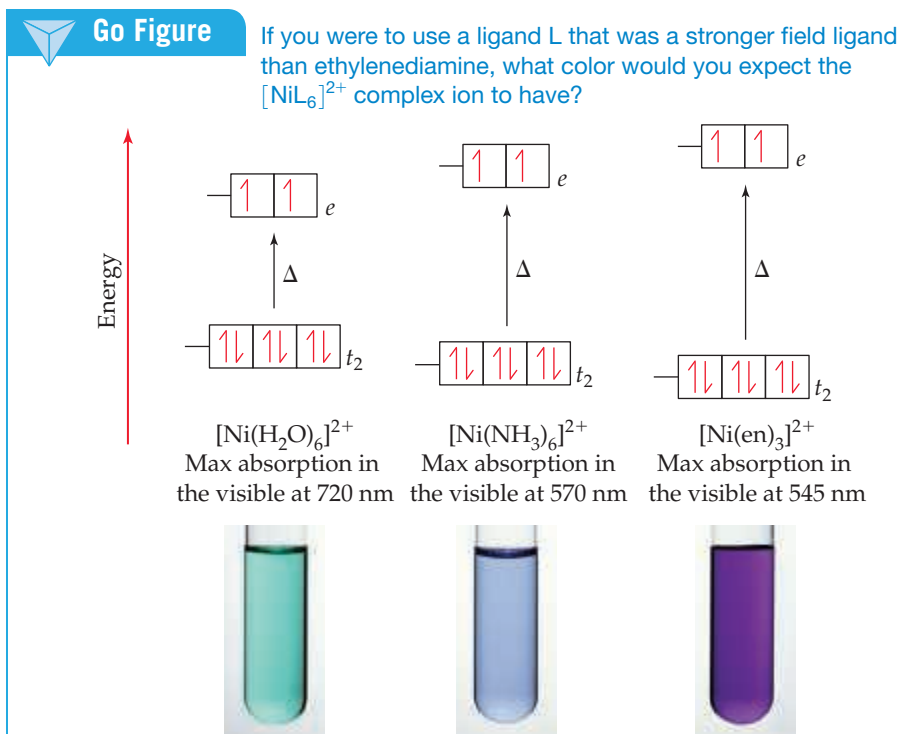 Go Figure
If you were to use a ligand L that was a stronger field ligand
than ethylenediamine, what color would you expect the
[NiL₆]²⁺ complex ion to have?
Energy
e
Δ
t₂
[Ni(H₂O)₆]²⁺
Max absorption in
the visible at 720 nm
e
Δ
t₂
[Ni(NH₃)₆]²⁺
Max absorption in
the visible at 570 nm
e
Δ
t₂
[Ni(en)₃]²⁺
Max absorption in
the visible at 545 nm